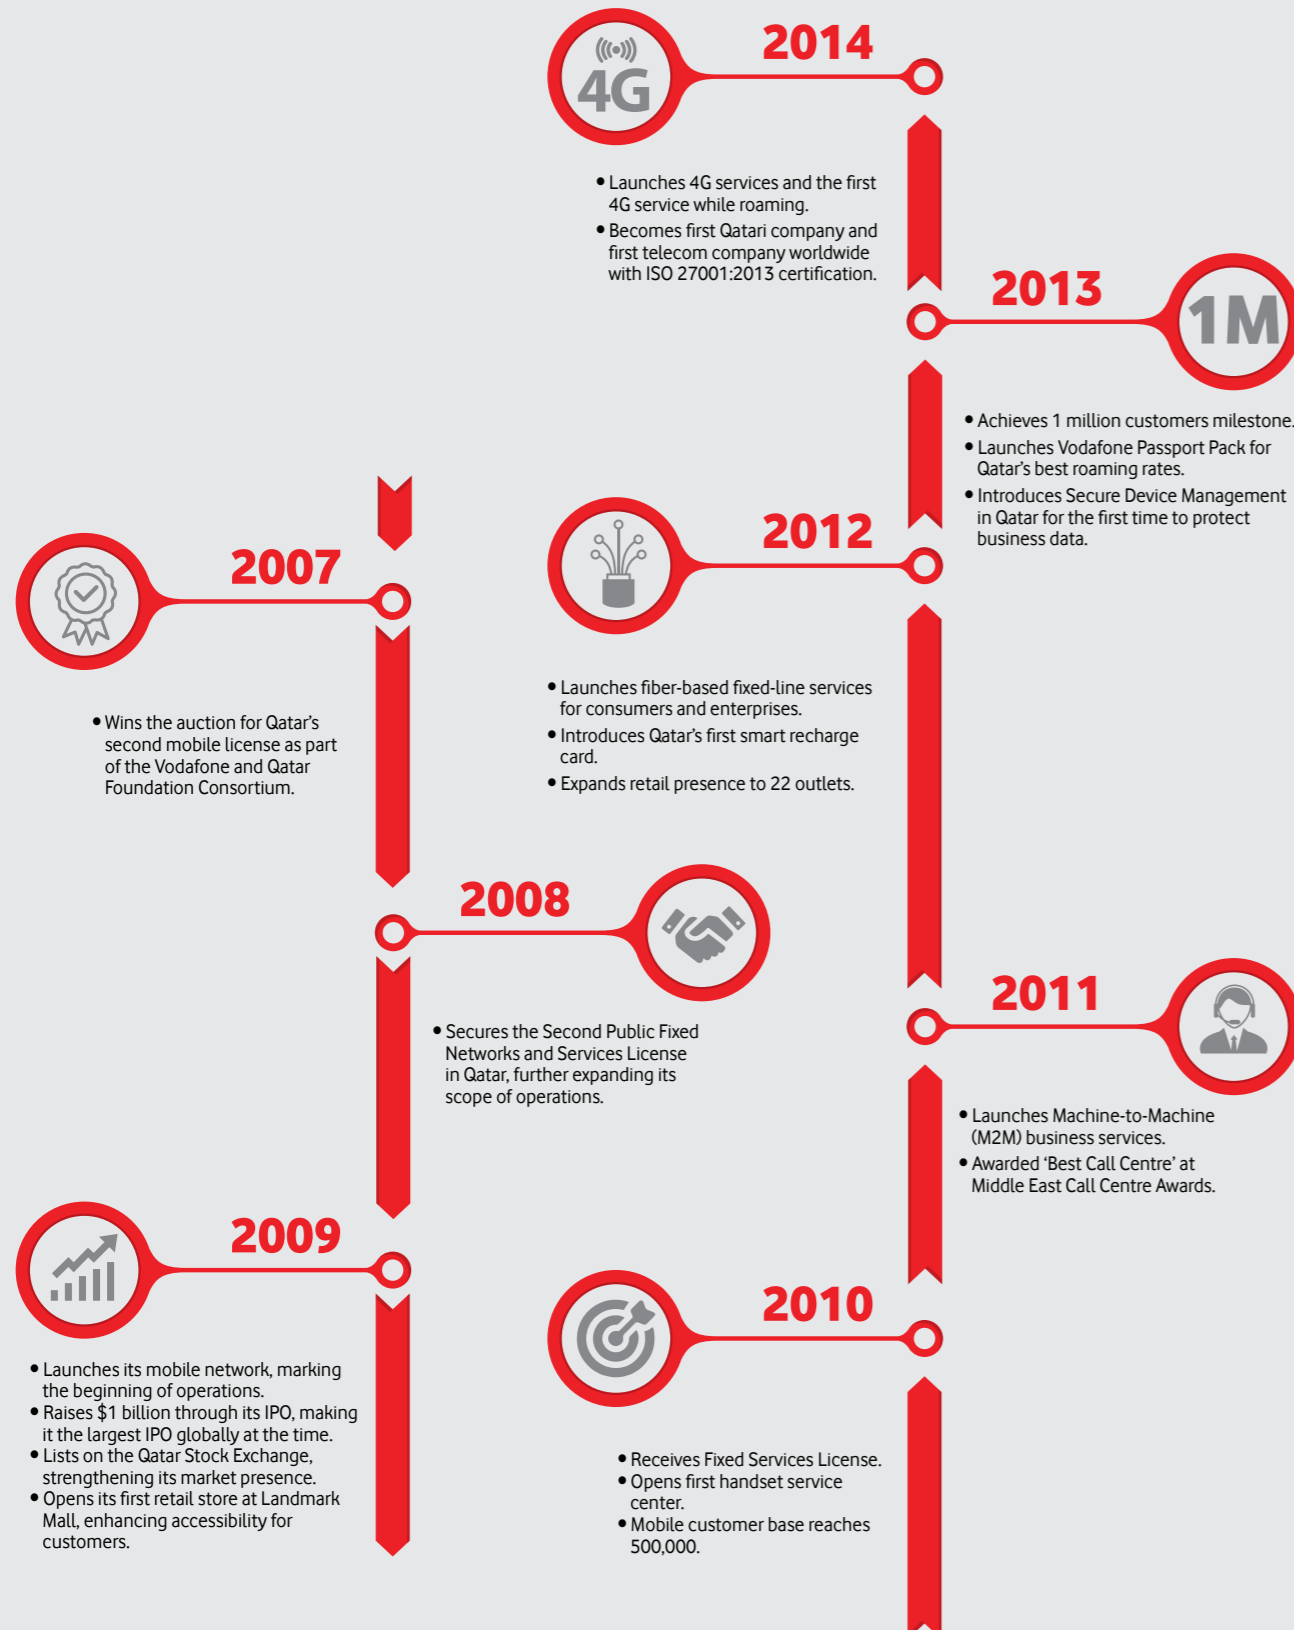 2007
• Wins the auction for Qatar's
second mobile license as part
of the Vodafone and Qatar
Foundation Consortium.
2008
• Secures the Second Public Fixed
Networks and Services License
in Qatar, further expanding its
scope of operations.
2009
• Launches its mobile network, marking
the beginning of operations.
• Raises $1 billion through its IPO, making
it the largest IPO globally at the time.
• Lists on the Qatar Stock Exchange,
strengthening its market presence.
• Opens its first retail store at Landmark
Mall, enhancing accessibility for
customers.
2010
• Receives Fixed Services License.
• Opens first handset service
center.
• Mobile customer base reaches
500,000.
2011
• Launches Machine-to-Machine
(M2M) business services.
• Awarded ‘Best Call Centre’ at
Middle East Call Centre Awards.
2012
• Launches fiber-based fixed-line services
for consumers and enterprises.
• Introduces Qatar's first smart recharge
card.
• Expands retail presence to 22 outlets.
2013
1M
• Achieves 1 million customers milestone.
• Launches Vodafone Passport Pack for
Qatar's best roaming rates.
• Introduces Secure Device Management
in Qatar for the first time to protect
business data.
2014
4G
• Launches 4G services and the first
4G service while roaming.
• Becomes first Qatari company and
first telecom company worldwide
with ISO 27001:2013 certification.